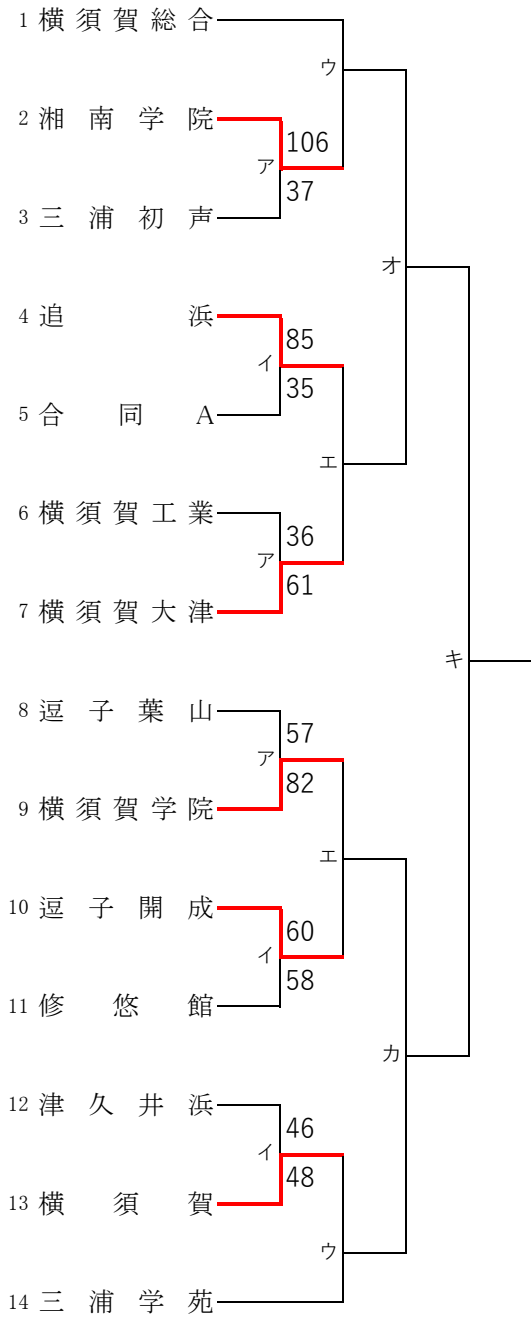 1 横須賀総合
ウ
2 湘南学院
106
ア
37
3 三浦初声
オ
4 追浜
85
イ
35
5 合同A
エ
6 横須賀工業
36
ア
61
7 横須賀大津
キ
8 逗子葉山
57
ア
82
9 横須賀学院
エ
10 逗子開成
60
イ
58
11 修悠館
カ
12 津久井浜
46
イ
48
13 横須賀
ウ
14 三浦学苑